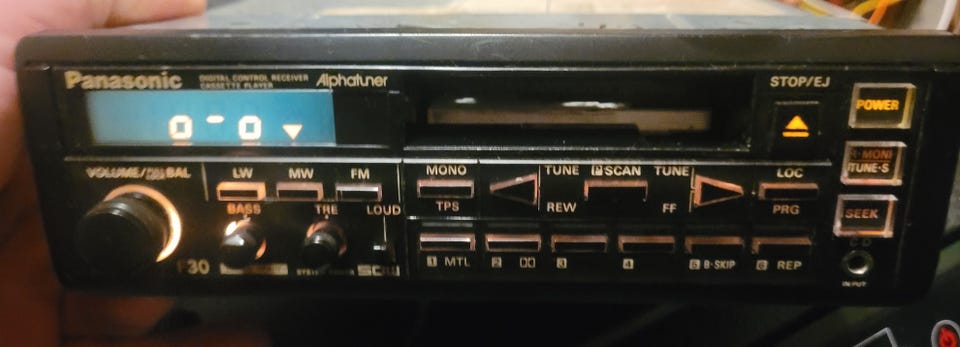 Panasonic DIGITAL CONTROL RECEIVER Alphatuner
CASSETTE PLAYER
STOP/EJ
POWER
0-0
VOLUME/ BAL
LW MW FM
MONO TUNE SCAN TUNE LOC
TUNE·S
BASS TRE LOUD
TPS REW FF PRG
SEEK
1 MTL 2 3 4 5 B·SKIP 6 REP
CD
INPUT